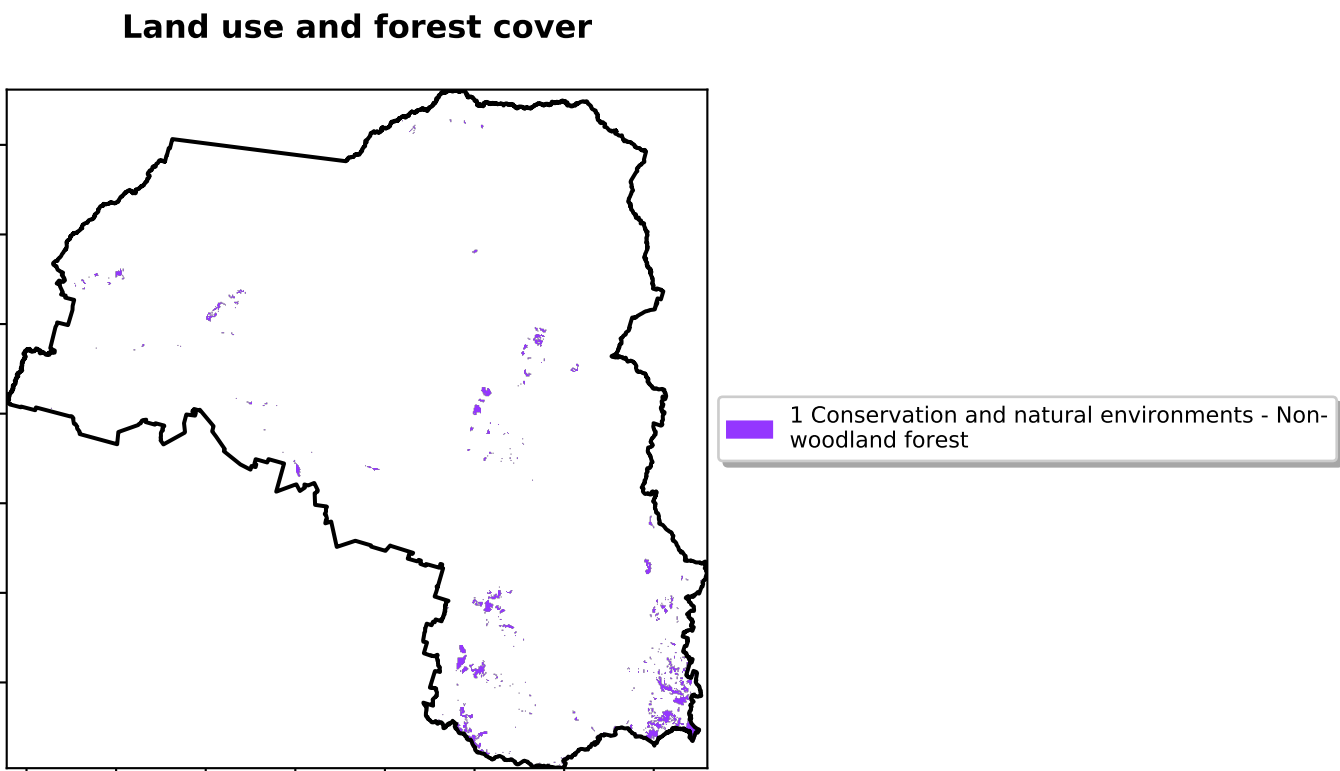 Land use and forest cover
1 Conservation and natural environments - Non-
woodland forest